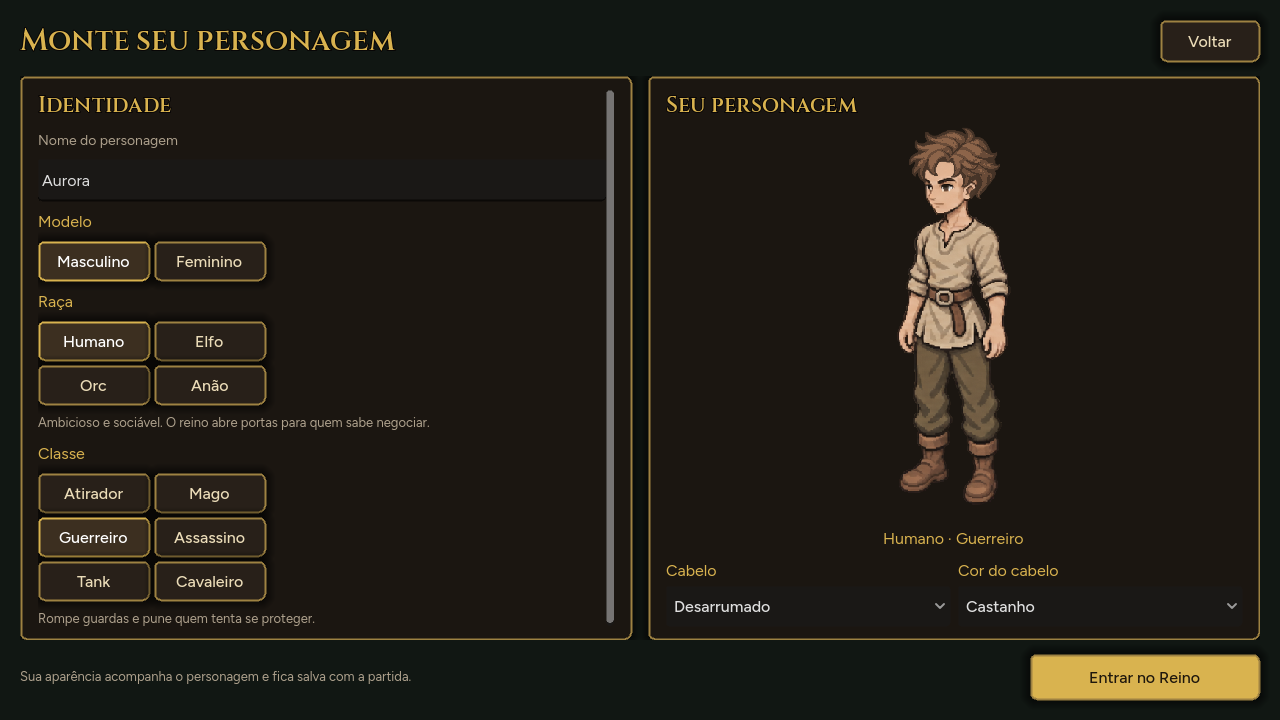 Monte seu personagem
Voltar
Identidade
Nome do personagem
Aurora
Modelo
Masculino
Feminino
Raça
Humano
Elfo
Orc
Anão
Ambicioso e sociável. O reino abre portas para quem sabe negociar.
Classe
Atirador
Mago
Guerreiro
Assassino
Tank
Cavaleiro
Rompe guardas e pune quem tenta se proteger.
Seu personagem
Humano · Guerreiro
Cabelo
Cor do cabelo
Desarrumado
Castanho
Sua aparência acompanha o personagem e fica salva com a partida.
Entrar no Reino